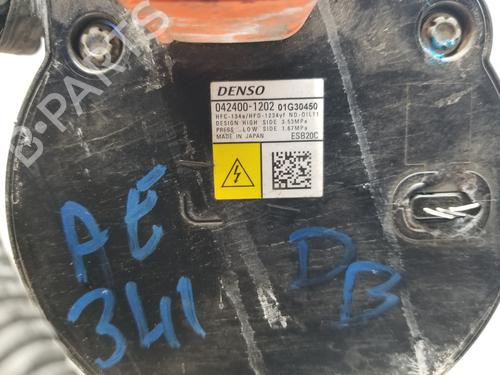 B-PARTS
DENSO
042400-1202 01G30450
HFC-134a/HFO-1234yf ND-OIL11
DESIGN HIGH SIDE 3.53MPa
PRESS. LOW SIDE 1.67MPa
MADE IN JAPAN ESB20C
AE
341
DB